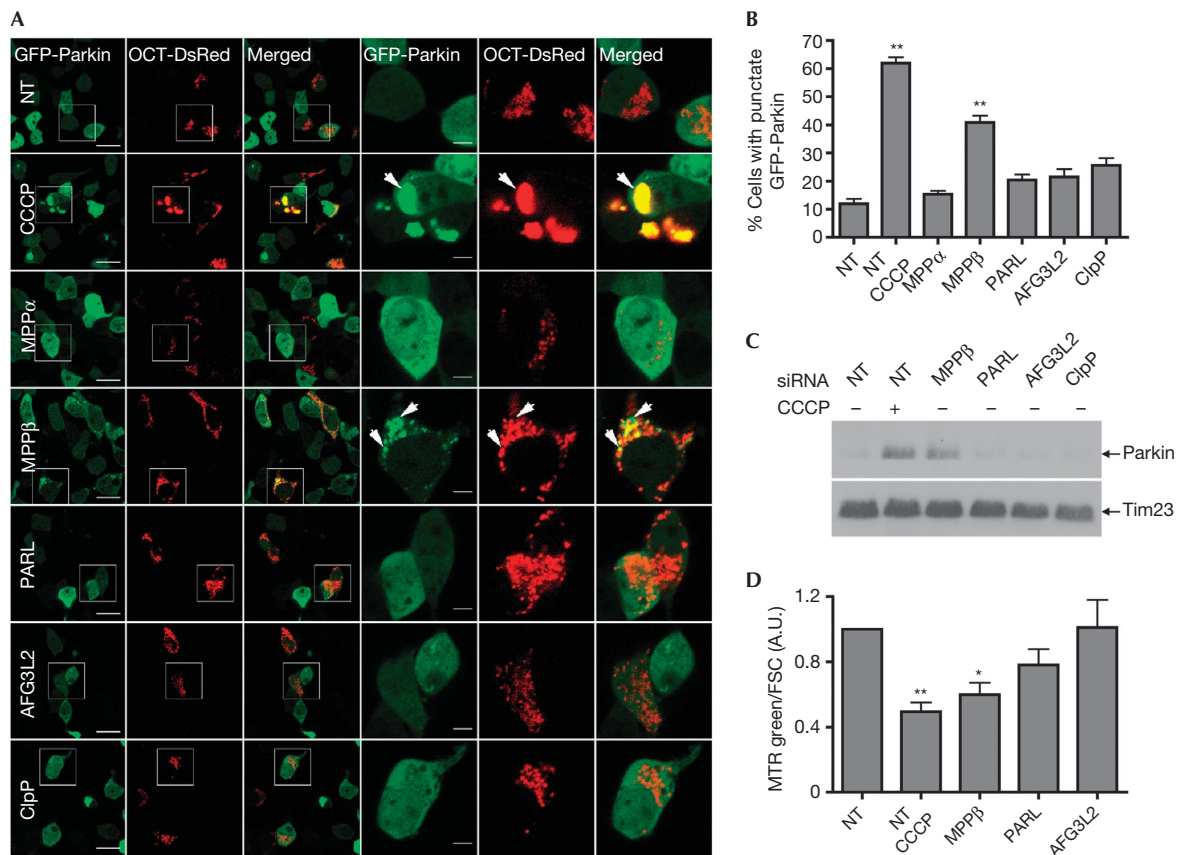 A
GFP-Parkin OCT-DsRed Merged GFP-Parkin OCT-DsRed Merged
NT
CCCP
MPPα
MPPβ
PARL
AFG3L2
ClpP
B
% Cells with punctate
GFP-Parkin
70
60
50
40
30
20
10
0
**
**
NT
NT
CCCP
MPPα
MPPβ
PARL
AFG3L2
ClpP
C
siRNA NT NT MPPβ PARL AFG3L2 ClpP
CCCP – + – – – –
Parkin
Tim23
D
MTR green/FSC (A.U.)
1.2
0.8
0.4
0
**
*
NT
NT
CCCP
MPPβ
PARL
AFG3L2